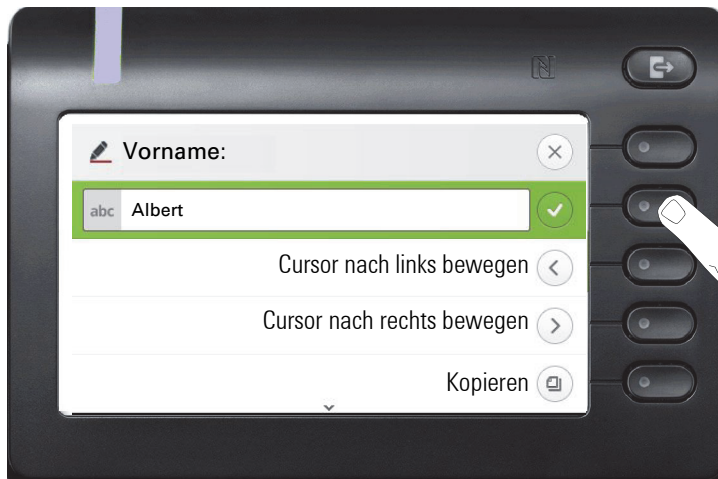 Vorname:
abc Albert
Cursor nach links bewegen
Cursor nach rechts bewegen
Kopieren